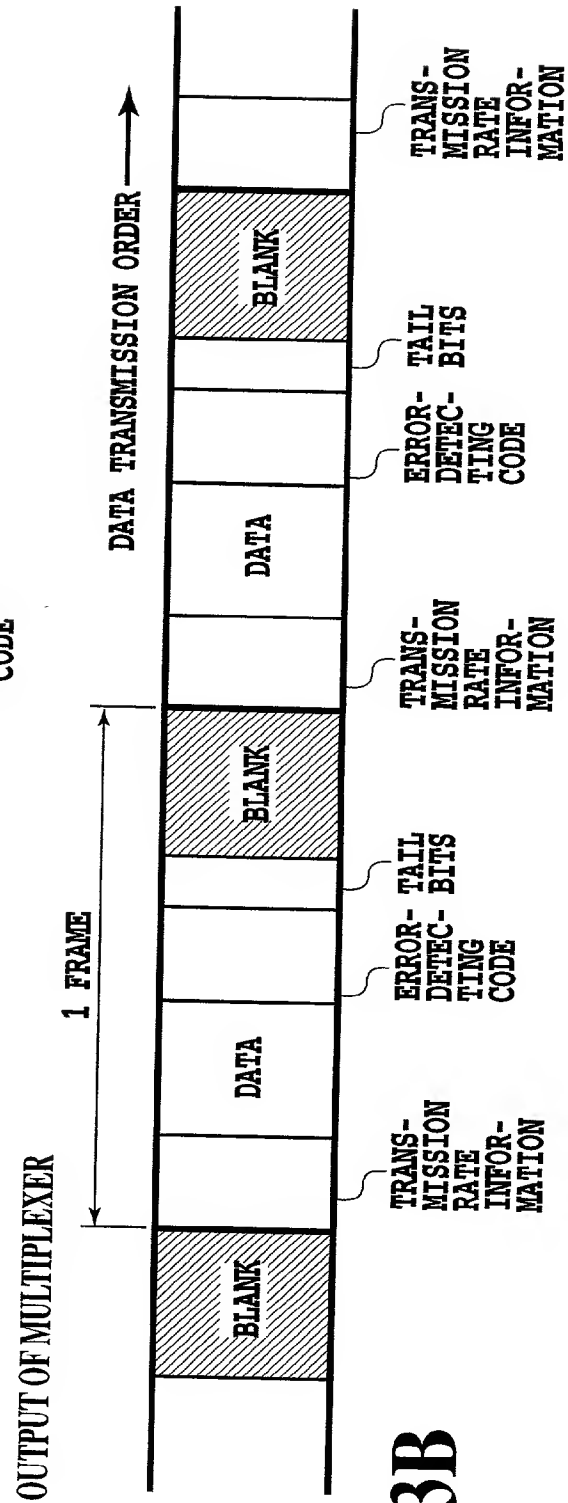 CODE
OUTPUT OF MULTIPLEXER
DATA TRANSMISSION ORDER
1 FRAME
BLANK
DATA
BLANK
DATA
BLANK
TRANS-
MISSION
RATE
INFOR-
MATION
ERROR-
DETEC-
TING
CODE
TAIL
BITS
TRANS-
MISSION
RATE
INFOR-
MATION
ERROR-
DETEC-
TING
CODE
TAIL
BITS
TRANS-
MISSION
RATE
INFOR-
MATION
3B